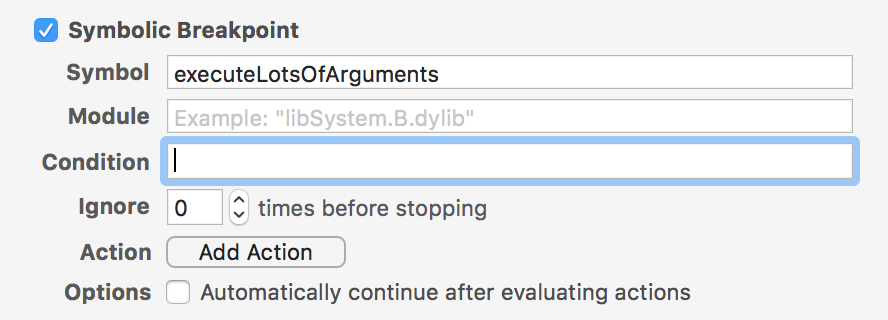 Symbolic Breakpoint
Symbol executeLotsOfArguments
Module Example: "libSystem.B.dylib"
Condition
Ignore 0 times before stopping
Action Add Action
Options Automatically continue after evaluating actions